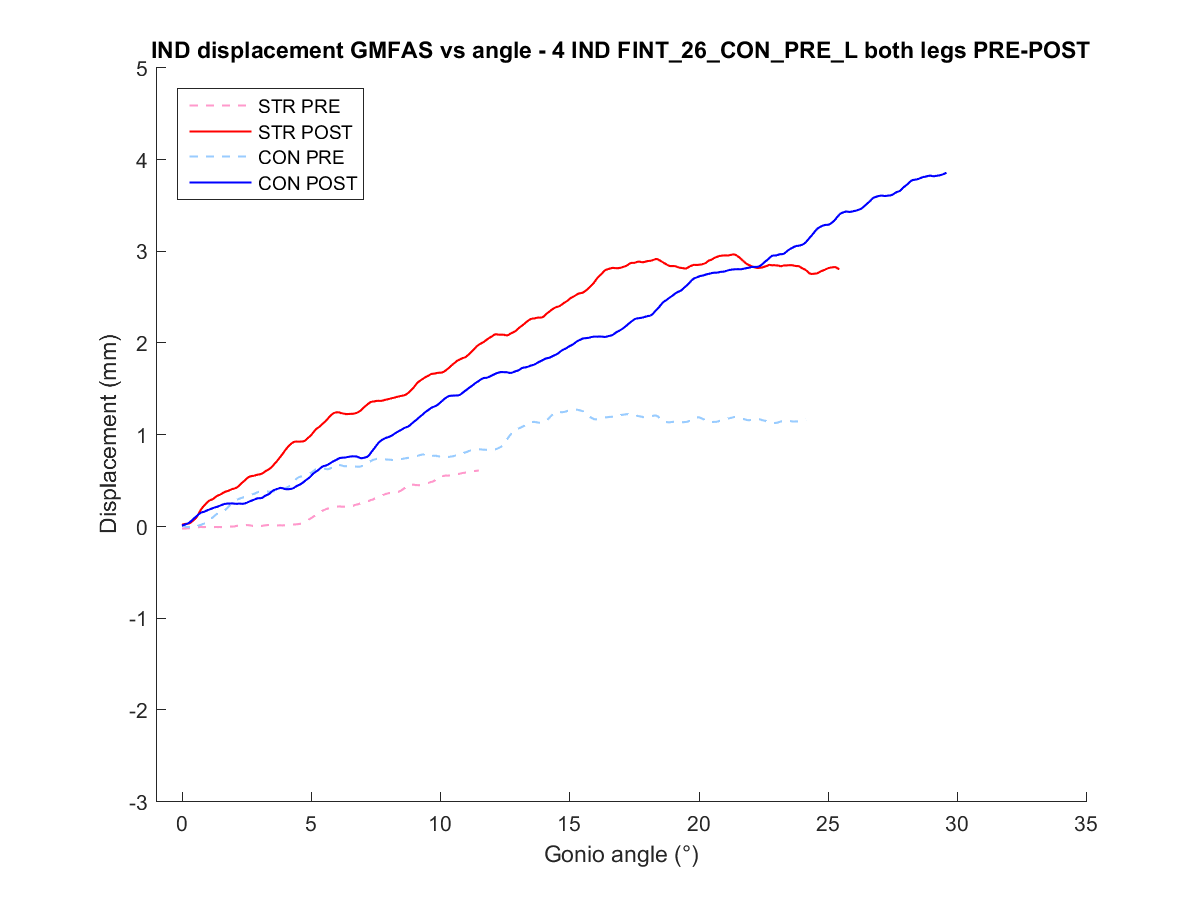 IND displacement GMFAS vs angle - 4 IND FINT_26_CON_PRE_L both legs PRE-POST
5
4
3
2
1
0
-1
-2
-3
Displacement (mm)
STR PRE
STR POST
CON PRE
CON POST
0 5 10 15 20 25 30 35
Gonio angle (°)